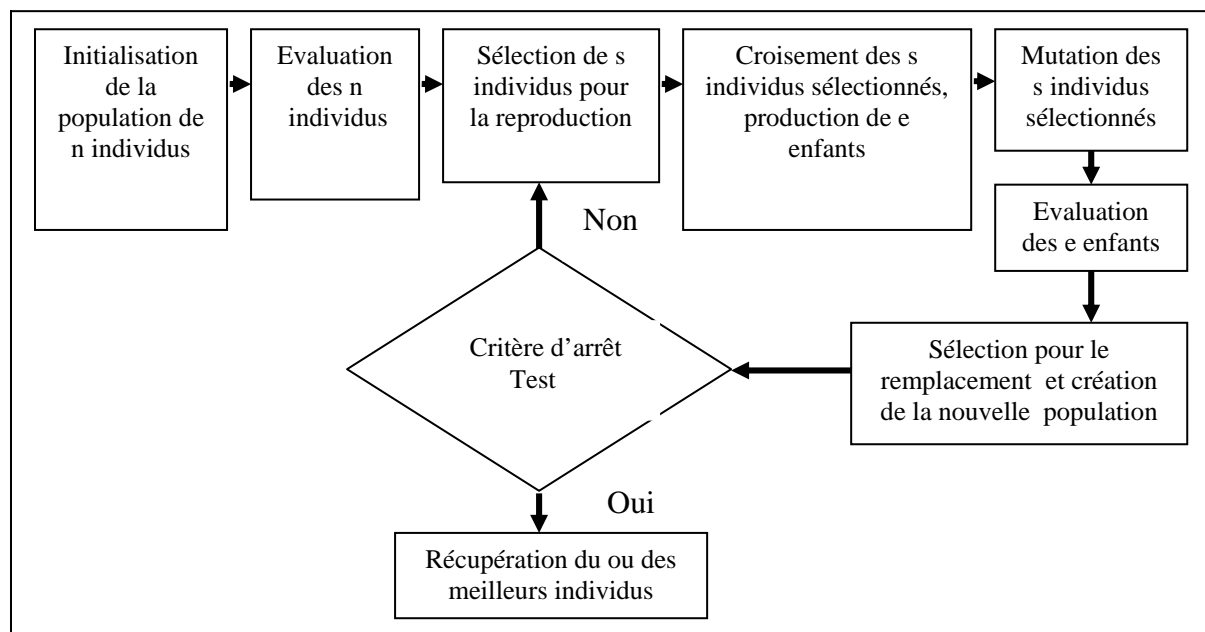 Initialisation
de la
population de
n individus
Evaluation
des n
individus
Sélection de s
individus pour
la reproduction
Croisement des s
individus sélectionnés,
production de e
enfants
Mutation des
s individus
sélectionnés
Evaluation
des e enfants
Sélection pour le
remplacement et création
de la nouvelle population
Critère d’arrêt
Test
Non
Oui
Récupération du ou des
meilleurs individus